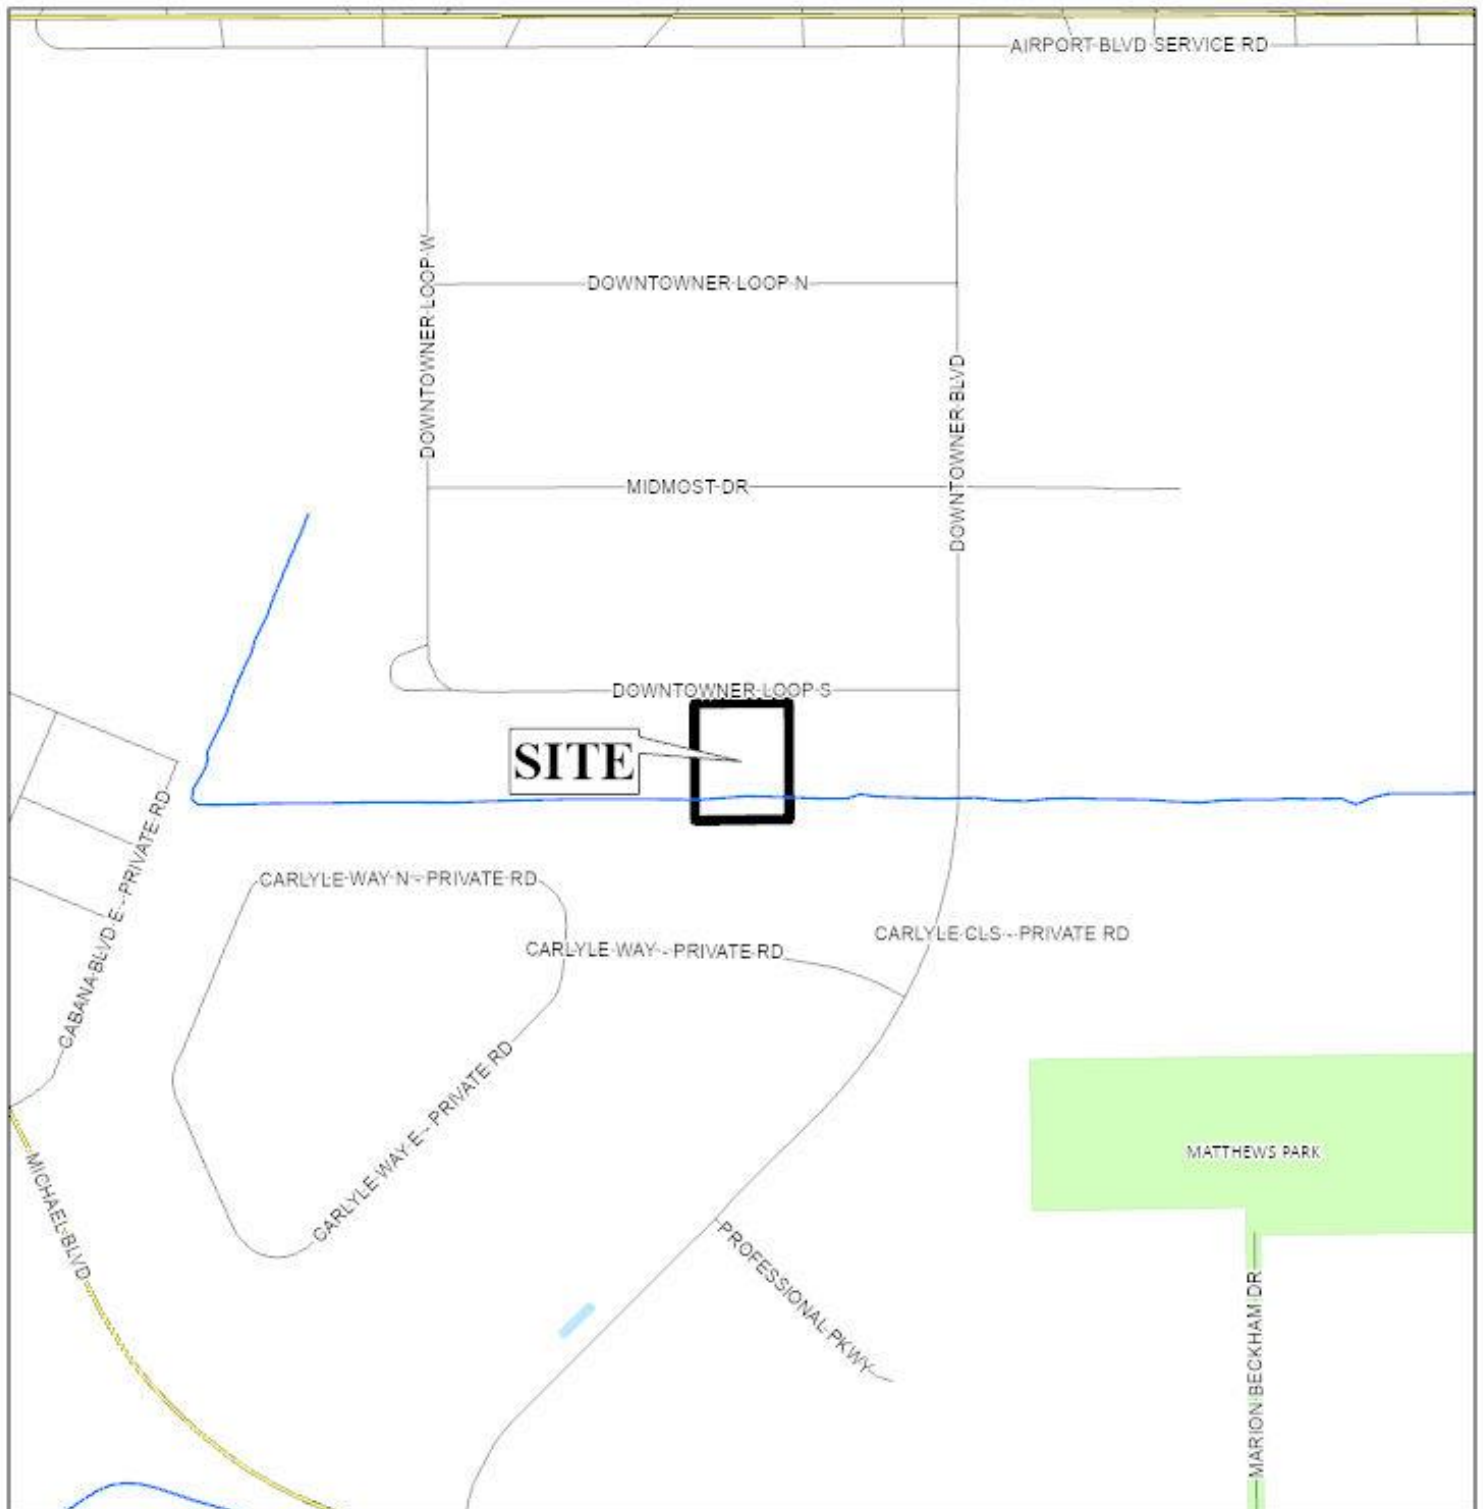 AIRPORT BLVD SERVICE RD
DOWNTOWNER LOOP W
DOWNTOWNER LOOP N
DOWNTOWNER BLVD
MIDMOST DR
DOWNTOWNER LOOP S
SITE
CABANA BLVD E - PRIVATE RD
CARLYLE WAY N - PRIVATE RD
CARLYLE WAY - PRIVATE RD
CARLYLE CLS - PRIVATE RD
CARLYLE WAY E - PRIVATE RD
MATTHEWS PARK
MICHAEL BLVD
PROFESSIONAL PKWY
MARION BECKHAM DR